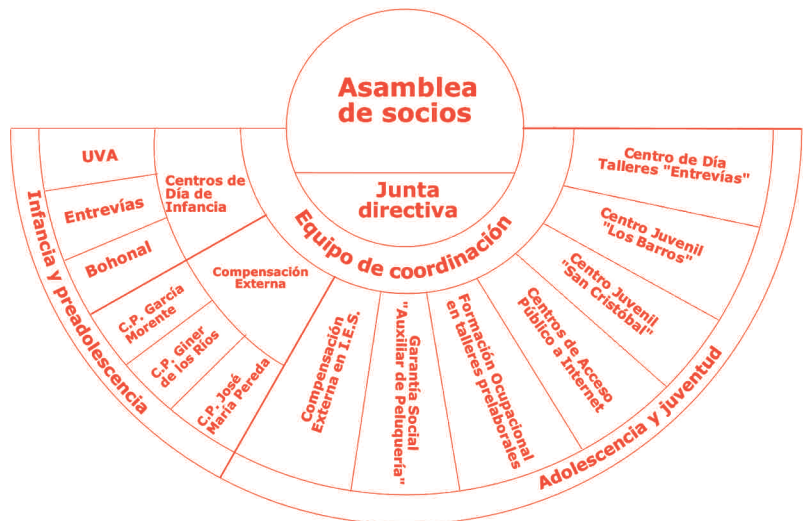 Asamblea
de socios
Junta
directiva
Equipo de coordinación
Infancia y preadolescencia
Centros de
Día de
Infancia
UVA
Entrevías
Bohonal
Compensación
Externa
C.P. García
Morente
C.P. Giner
de los Ríos
C.P. José
María Pereda
Adolescencia y juventud
Compensación
Externa en I.E.S.
Garantía Social
"Auxiliar de Peluquería"
Formación Ocupacional
en talleres prelaborales
Centros de Acceso
Público a Internet
Centro Juvenil
"San Cristóbal"
Centro Juvenil
"Los Barros"
Centro de Día
Talleres "Entrevías"